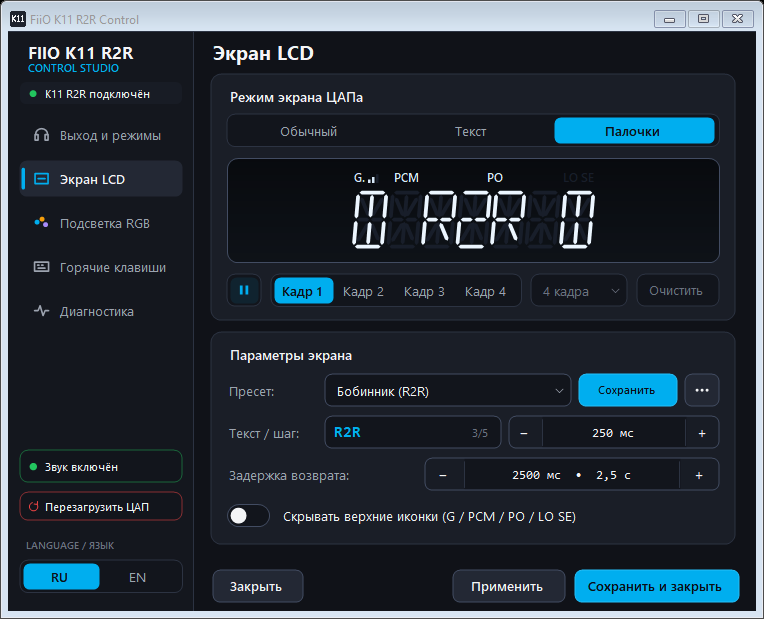 K11 FiiO K11 R2R Control
FIIO K11 R2R
CONTROL STUDIO
K11 R2R подключён
Выход и режимы
Экран LCD
Подсветка RGB
Горячие клавиши
Диагностика
Звук включён
Перезагрузить ЦАП
LANGUAGE / ЯЗЫК
RU EN
Экран LCD
Режим экрана ЦАПа
Обычный Текст Палочки
G. PCM PO LO SE
R2R
Кадр 1 Кадр 2 Кадр 3 Кадр 4 4 кадра Очистить
Параметры экрана
Пресет: Бобинник (R2R) Сохранить •••
Текст / шаг: R2R 3/5 − 250 мс +
Задержка возврата: − 2500 мс • 2,5 с +
Скрывать верхние иконки (G / PCM / PO / LO SE)
Закрыть Применить Сохранить и закрыть